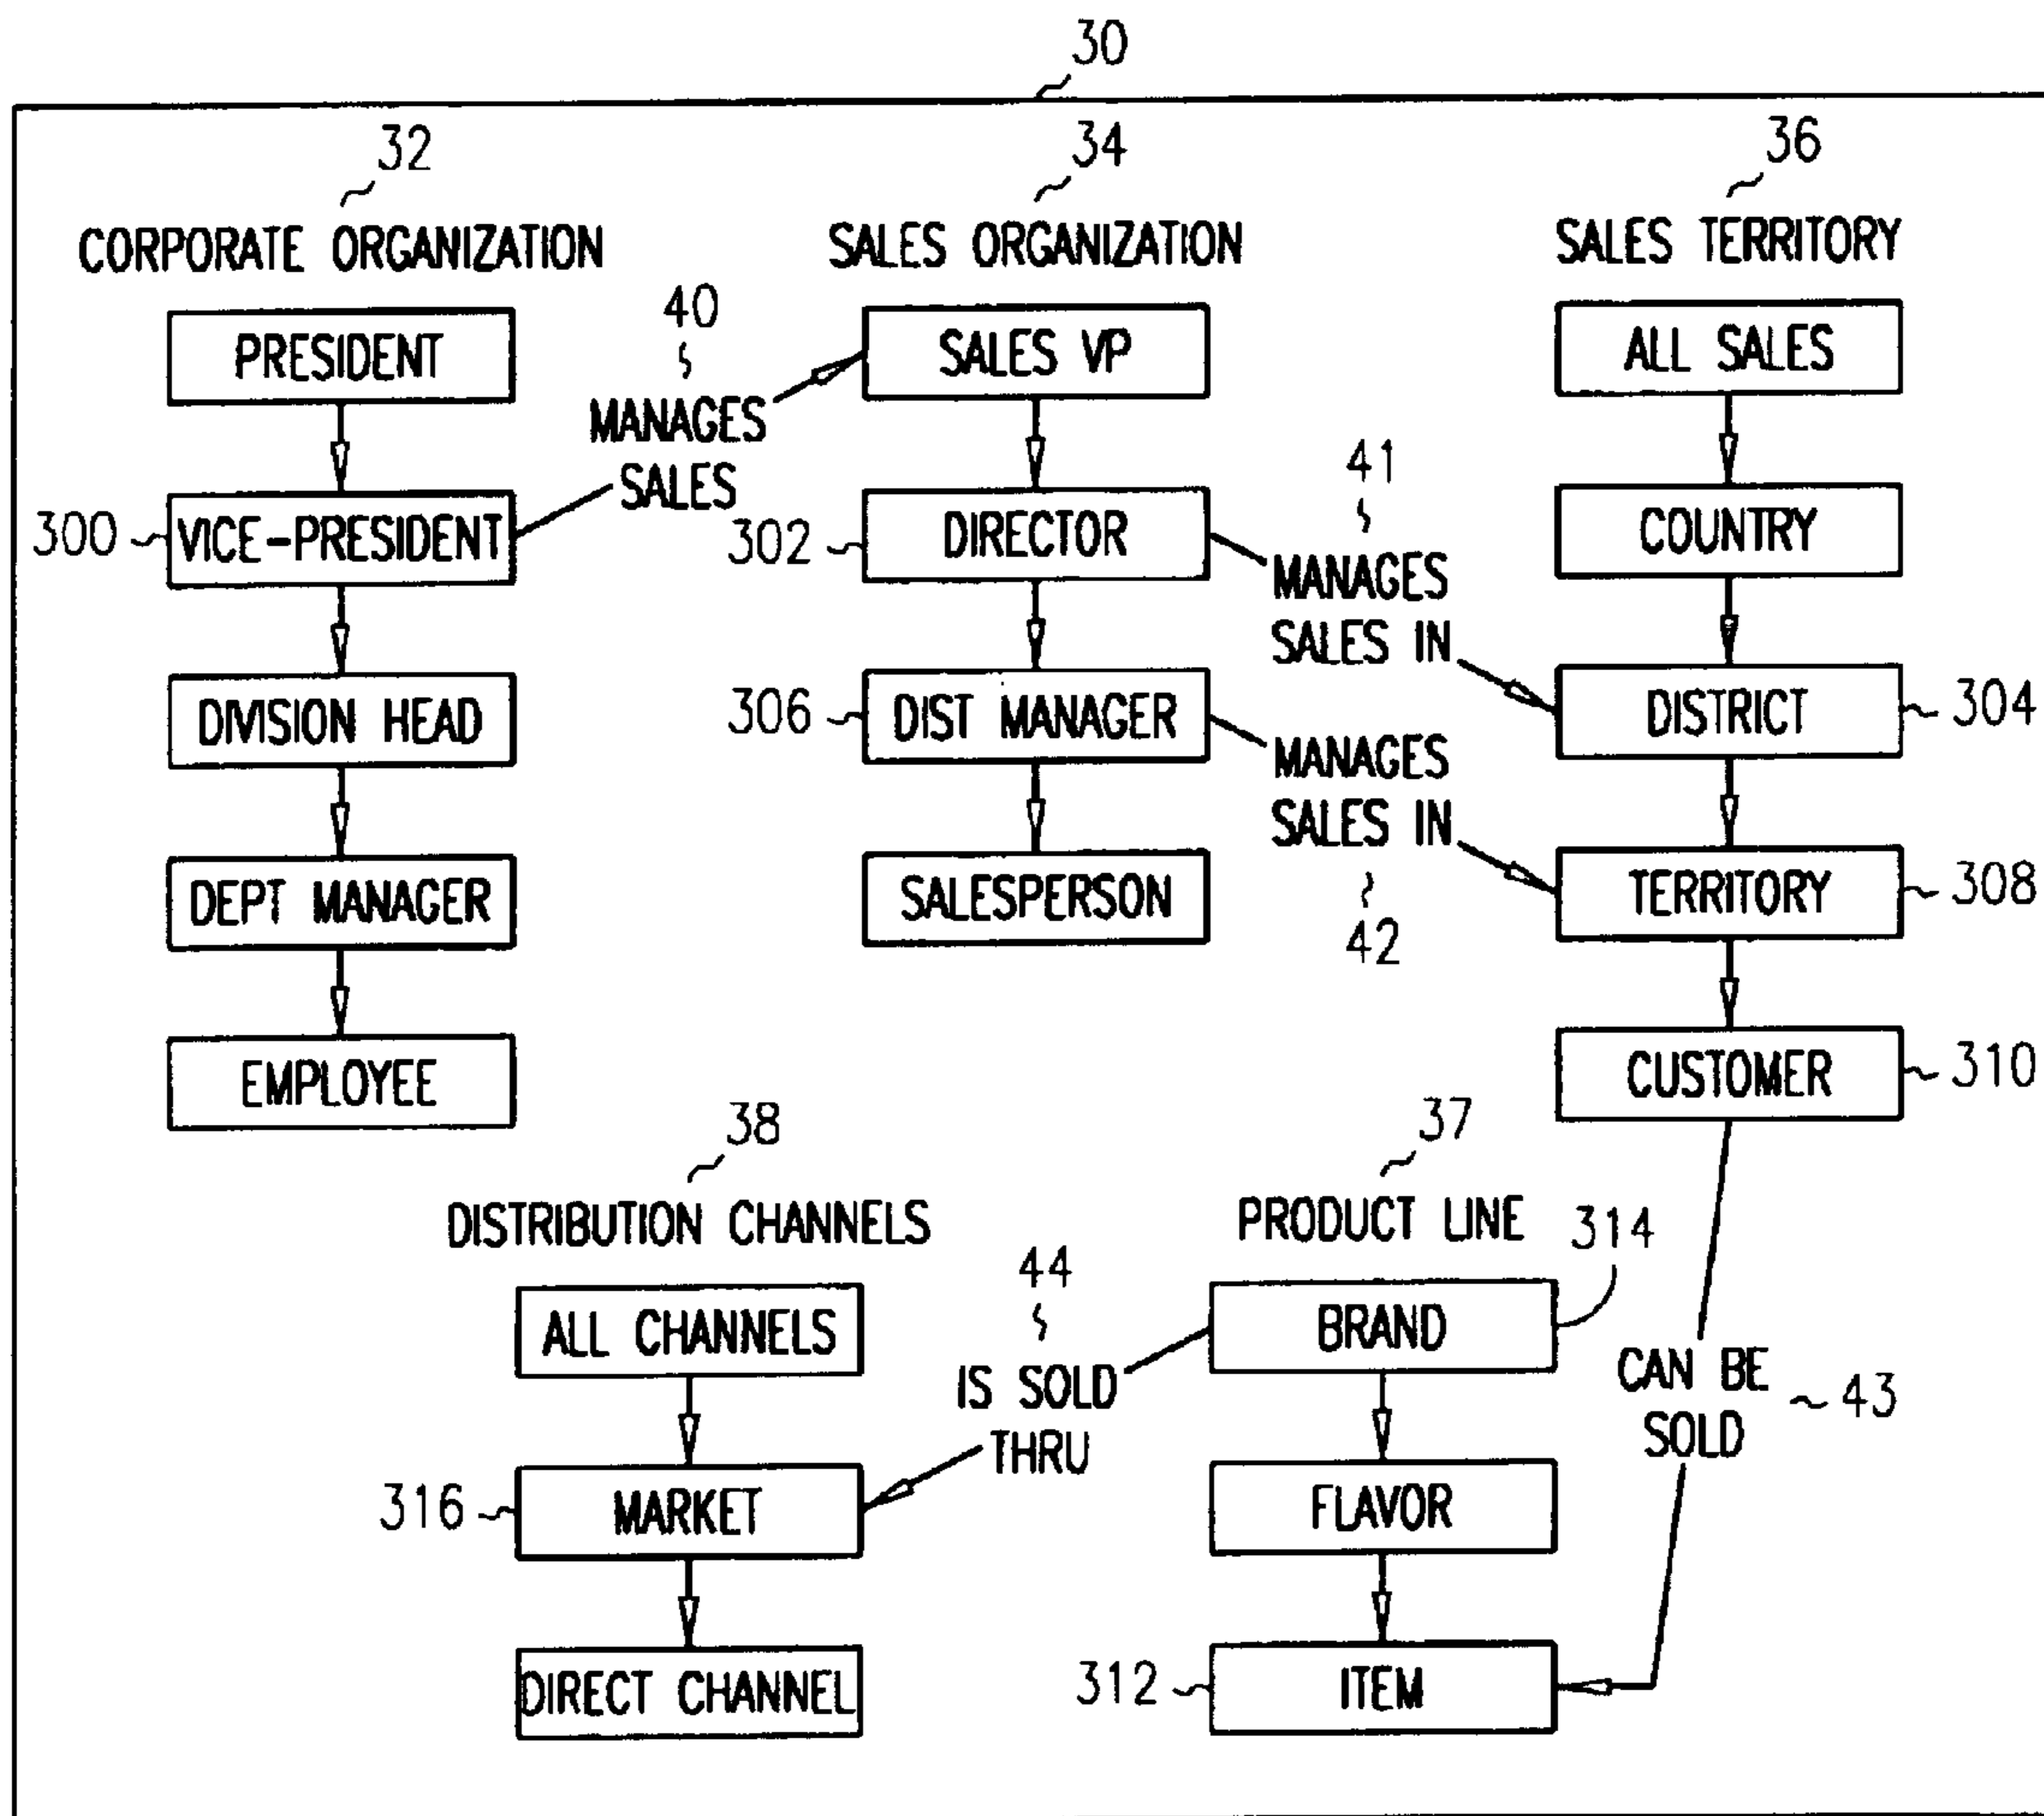 30
32
34
36
CORPORATE ORGANIZATION
SALES ORGANIZATION
SALES TERRITORY
PRESIDENT
40
MANAGES
SALES
SALES VP
ALL SALES
300
VICE-PRESIDENT
302
DIRECTOR
41
MANAGES
SALES IN
COUNTRY
DIVISION HEAD
306
DIST MANAGER
MANAGES
SALES IN
42
DISTRICT
304
DEPT MANAGER
SALESPERSON
TERRITORY
308
EMPLOYEE
CUSTOMER
310
38
37
DISTRIBUTION CHANNELS
PRODUCT LINE
314
ALL CHANNELS
44
IS SOLD
THRU
BRAND
CAN BE
SOLD
43
316
MARKET
FLAVOR
DIRECT CHANNEL
312
ITEM